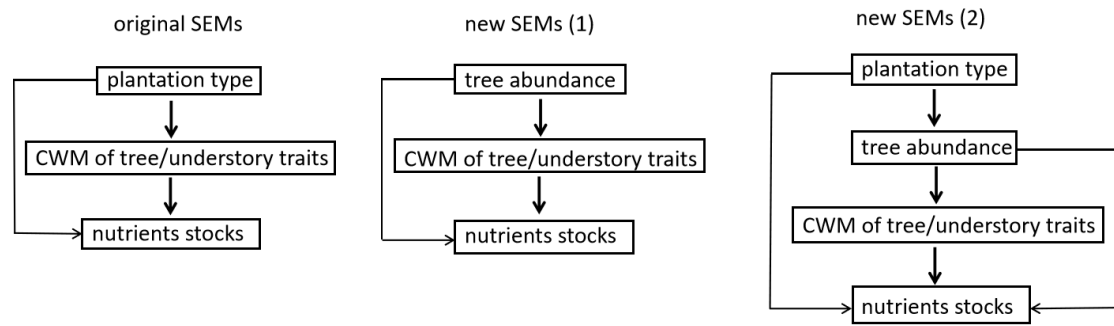 original SEMs
plantation type
CWM of tree/understory traits
nutrients stocks
new SEMs (1)
tree abundance
CWM of tree/understory traits
nutrients stocks
new SEMs (2)
plantation type
tree abundance
CWM of tree/understory traits
nutrients stocks